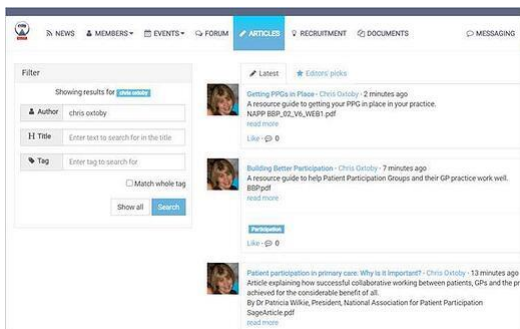 NEWS MEMBERS EVENTS FORUM ARTICLES RECRUITMENT DOCUMENTS MESSAGING
Filter
Showing results for chris oxtoby
Author chris oxtoby
Title Enter text to search for in the title
Tag Enter tag to search for
Match whole tag
Show all Search
Latest Editors' picks
Getting PPGs in Place - Chris Oxtoby - 2 minutes ago
A resource guide to getting your PPG in place in your practice.
NAPP BBP_02_V6_WEB1.pdf
read more
Like - 0
Building Better Participation - Chris Oxtoby - 7 minutes ago
A resource guide to help Patient Participation Groups and their GP practice work well.
BBP.pdf
read more
Participation
Like - 0
Patient participation in primary care: Why is it Important? - Chris Oxtoby - 13 minutes ago
Article explaining how successful collaborative working between patients, GPs and the pr
achieved for the considerable benefit of all.
By Dr Patricia Wilkie, President, National Association for Patient Participation
SageArticle.pdf
read more